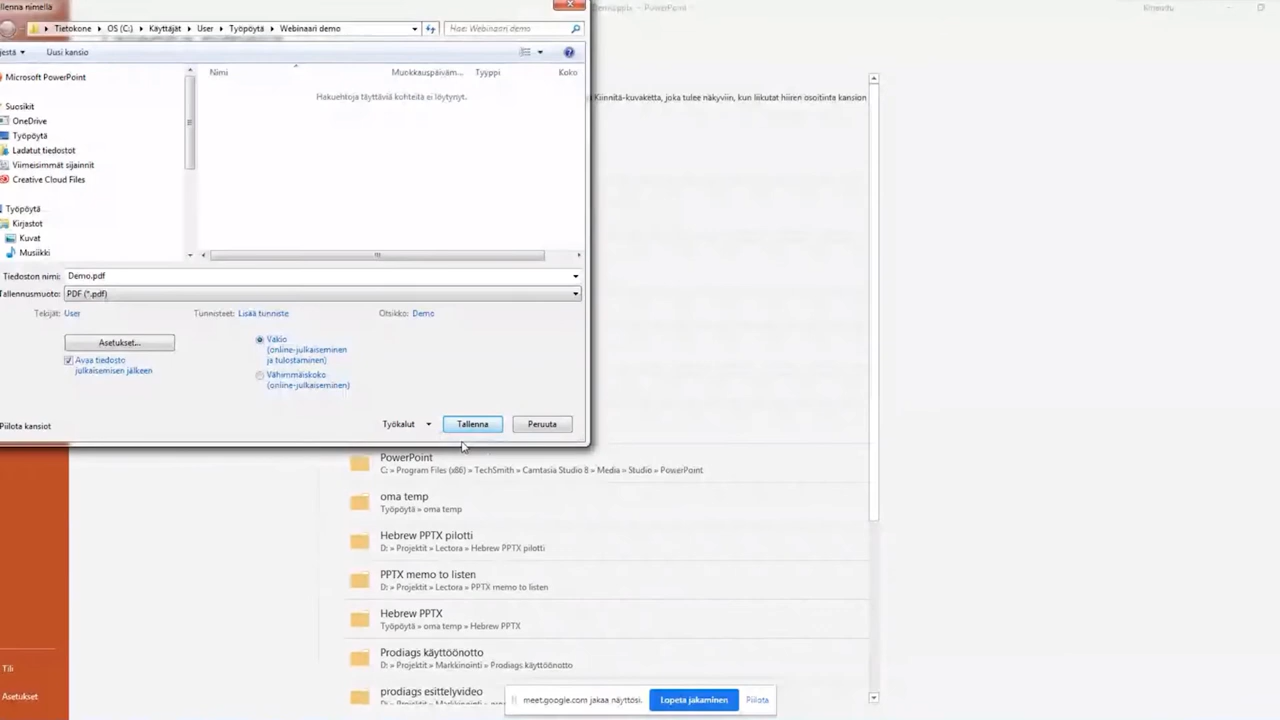 allenna nimellä
PowerPoint
Kirjaudu
Tietokone ▸ OS (C:) ▸ Käyttäjät ▸ User ▸ Työpöytä ▸ Webinaari demo
Hae: Webinaari demo
jestä
Uusi kansio
Microsoft PowerPoint
Suosikit
OneDrive
Työpöytä
Ladatut tiedostot
Viimeisimmät sijainnit
Creative Cloud Files
Työpöytä
Kirjastot
Kuvat
Musiikki
Nimi
Muokkauspäiväm...
Tyyppi
Koko
Hakuehtoja täyttäviä kohteita ei löytynyt.
Kiinnitä-kuvaketta, joka tulee näkyviin, kun liikutat hiiren osoitinta kansion
Tiedoston nimi: Demo.pdf
Tallennusmuoto: PDF (*.pdf)
Tekijät: User
Tunnisteet: Lisää tunniste
Otsikko: Demo
Asetukset...
Avaa tiedosto
julkaisemisen jälkeen
Vakio
(online-julkaiseminen
ja tulostaminen)
Vähimmäiskoko
(online-julkaiseminen)
Piilota kansiot
Työkalut
Tallenna
Peruuta
PowerPoint
C: » Program Files (x86) » TechSmith » Camtasia Studio 8 » Media » Studio » PowerPoint
oma temp
Työpöytä » oma temp
Hebrew PPTX pilotti
D: » Projektit » Lectora » Hebrew PPTX pilotti
PPTX memo to listen
D: » Projektit » Lectora » PPTX memo to listen
Hebrew PPTX
Työpöytä » oma temp » Hebrew PPTX
Prodiags käyttöönotto
D: » Projektit » Markkinointi » Prodiags käyttöönotto
prodiags esittelyvideo
Tili
Asetukset
meet.google.com jakaa näyttösi.
Lopeta jakaminen
Piilota